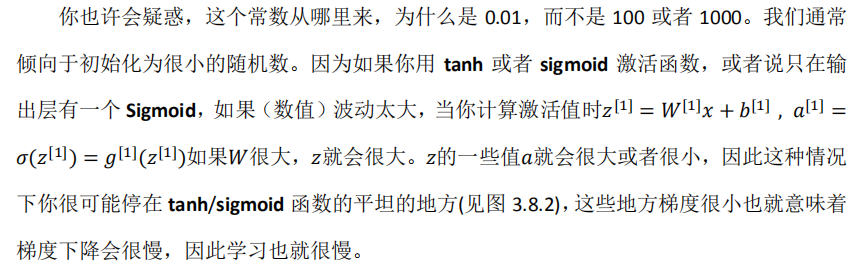 你也许会疑惑，这个常数从哪里来，为什么是 0.01，而不是 100 或者 1000。我们通常
倾向于初始化为很小的随机数。因为如果你用 tanh 或者 sigmoid 激活函数，或者说只在输
出层有一个 Sigmoid，如果（数值）波动太大，当你计算激活值时𝑧[1] = 𝑊[1]𝑥 + 𝑏[1] , 𝑎[1] =
𝜎(𝑧[1]) = 𝑔[1](𝑧[1])如果𝑊很大，𝑧就会很大。𝑧的一些值𝑎就会很大或者很小，因此这种情况
下你很可能停在 tanh/sigmoid 函数的平坦的地方(见图 3.8.2)，这些地方梯度很小也就意味着
梯度下降会很慢，因此学习也就很慢。